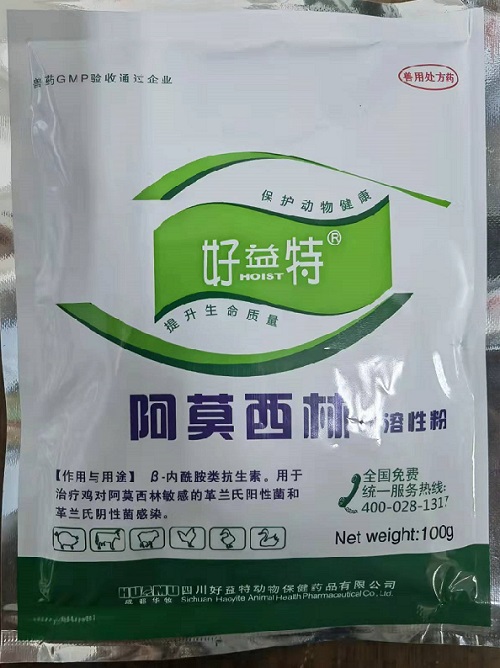 兽药GMP验收通过企业
兽用处方药
保护动物健康
好益特®
HOIST
提升生命质量
阿莫西林 溶性粉
【作用与用途】 β-内酰胺类抗生素。用于
治疗鸡对阿莫西林敏感的革兰氏阳性菌和
革兰氏阴性菌感染。
全国免费
统一服务热线:
400-028-1317
Net weight:100g
HUAMU 四川好益特动物保健药品有限公司
成都华牧 Sichuan Haoyite Animal Health Pharmaceutical Co., Ltd.